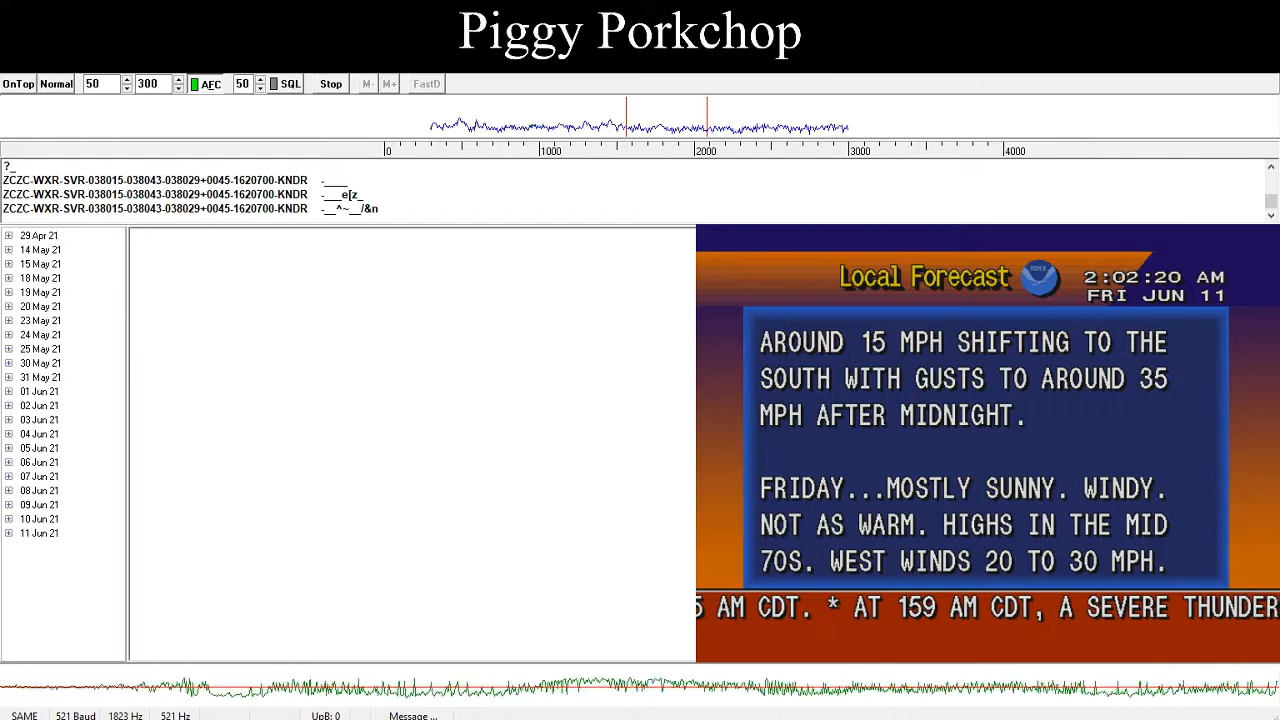 Piggy Porkchop
OnTop Normal 50 300 AFC 50 SQL Stop M- M+ FastD
0 1000 2000 3000 4000
?_
ZCZC-WXR-SVR-038015-038043-038029+0045-1620700-KNDR -____
ZCZC-WXR-SVR-038015-038043-038029+0045-1620700-KNDR -___e[z_
ZCZC-WXR-SVR-038015-038043-038029+0045-1620700-KNDR -__^~__/&n
29 Apr 21
14 May 21
15 May 21
18 May 21
19 May 21
20 May 21
23 May 21
24 May 21
25 May 21
30 May 21
31 May 21
01 Jun 21
02 Jun 21
03 Jun 21
04 Jun 21
05 Jun 21
06 Jun 21
07 Jun 21
08 Jun 21
09 Jun 21
10 Jun 21
11 Jun 21
Local Forecast
2:02:20 AM
FRI JUN 11
AROUND 15 MPH SHIFTING TO THE
SOUTH WITH GUSTS TO AROUND 35
MPH AFTER MIDNIGHT.
FRIDAY...MOSTLY SUNNY. WINDY.
NOT AS WARM. HIGHS IN THE MID
70S. WEST WINDS 20 TO 30 MPH.
5 AM CDT. * AT 159 AM CDT, A SEVERE THUNDER
SAME 521 Baud 1823 Hz 521 Hz UpB: 0 Message ...